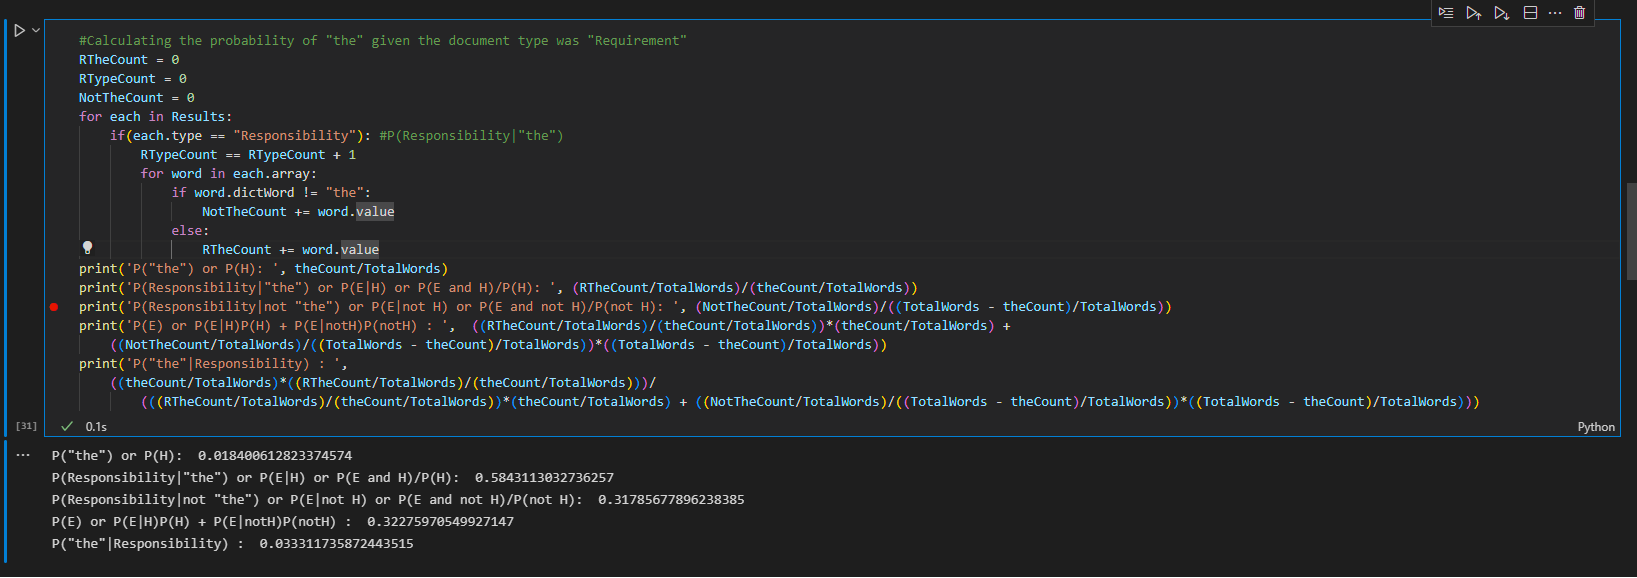 #Calculating the probability of "the" given the document type was "Requirement"
RTheCount = 0
RTypeCount = 0
NotTheCount = 0
for each in Results:
    if(each.type == "Responsibility"): #P(Responsibility|"the")
        RTypeCount == RTypeCount + 1
        for word in each.array:
            if word.dictWord != "the":
                NotTheCount += word.value
            else:
                RTheCount += word.value
print('P("the") or P(H): ', theCount/TotalWords)
print('P(Responsibility|"the") or P(E|H) or P(E and H)/P(H): ', (RTheCount/TotalWords)/(theCount/TotalWords))
print('P(Responsibility|not "the") or P(E|not H) or P(E and not H)/P(not H): ', (NotTheCount/TotalWords)/((TotalWords - theCount)/TotalWords))
print('P(E) or P(E|H)P(H) + P(E|notH)P(notH) : ',  ((RTheCount/TotalWords)/(theCount/TotalWords))*(theCount/TotalWords) +
    ((NotTheCount/TotalWords)/((TotalWords - theCount)/TotalWords))*((TotalWords - theCount)/TotalWords))
print('P("the"|Responsibility) : ',
    ((theCount/TotalWords)*((RTheCount/TotalWords)/(theCount/TotalWords)))/
        (((RTheCount/TotalWords)/(theCount/TotalWords))*(theCount/TotalWords) + ((NotTheCount/TotalWords)/((TotalWords - theCount)/TotalWords))*((TotalWords - theCount)/TotalWords)))
[31] 0.1s Python
P("the") or P(H):  0.018400612823374574
P(Responsibility|"the") or P(E|H) or P(E and H)/P(H):  0.5843113032736257
P(Responsibility|not "the") or P(E|not H) or P(E and not H)/P(not H):  0.31785677896238385
P(E) or P(E|H)P(H) + P(E|notH)P(notH) :  0.32275970549927147
P("the"|Responsibility) :  0.033311735872443515